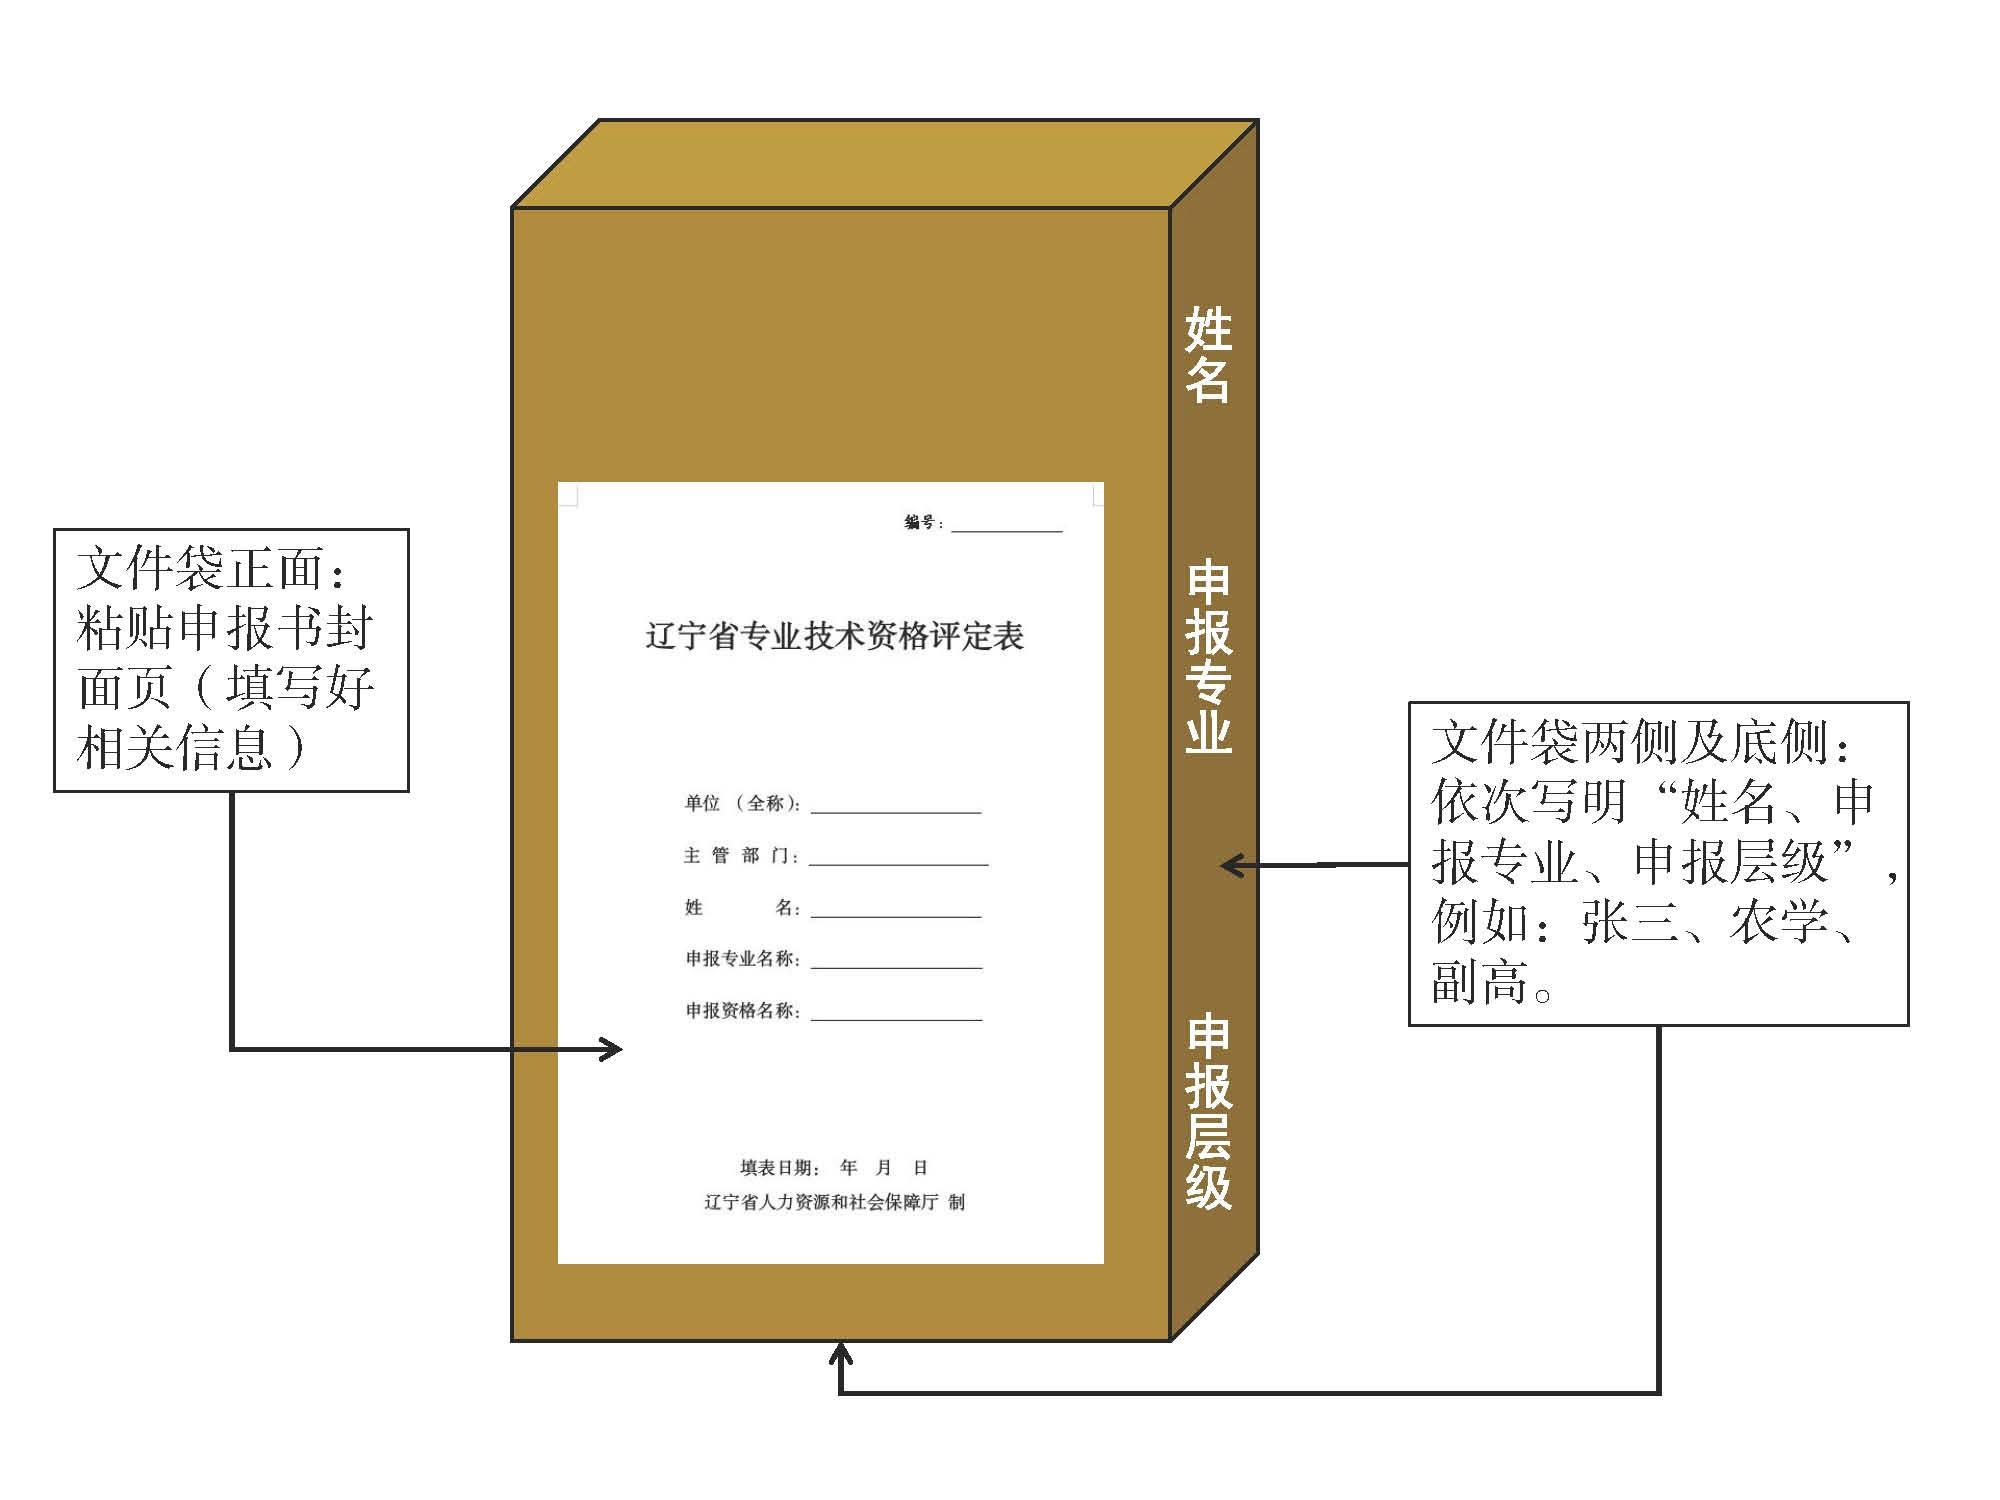 文件袋正面：
粘贴申报书封
面页（填写好
相关信息）
编号：
辽宁省专业技术资格评定表
单位（全称）：
主管部门：
姓名：
申报专业名称：
申报资格名称：
填表日期： 年 月 日
辽宁省人力资源和社会保障厅 制
姓名
申报专业
申报层级
文件袋两侧及底侧：
依次写明“姓名、申
报专业、申报层级”，
例如：张三、农学、
副高。